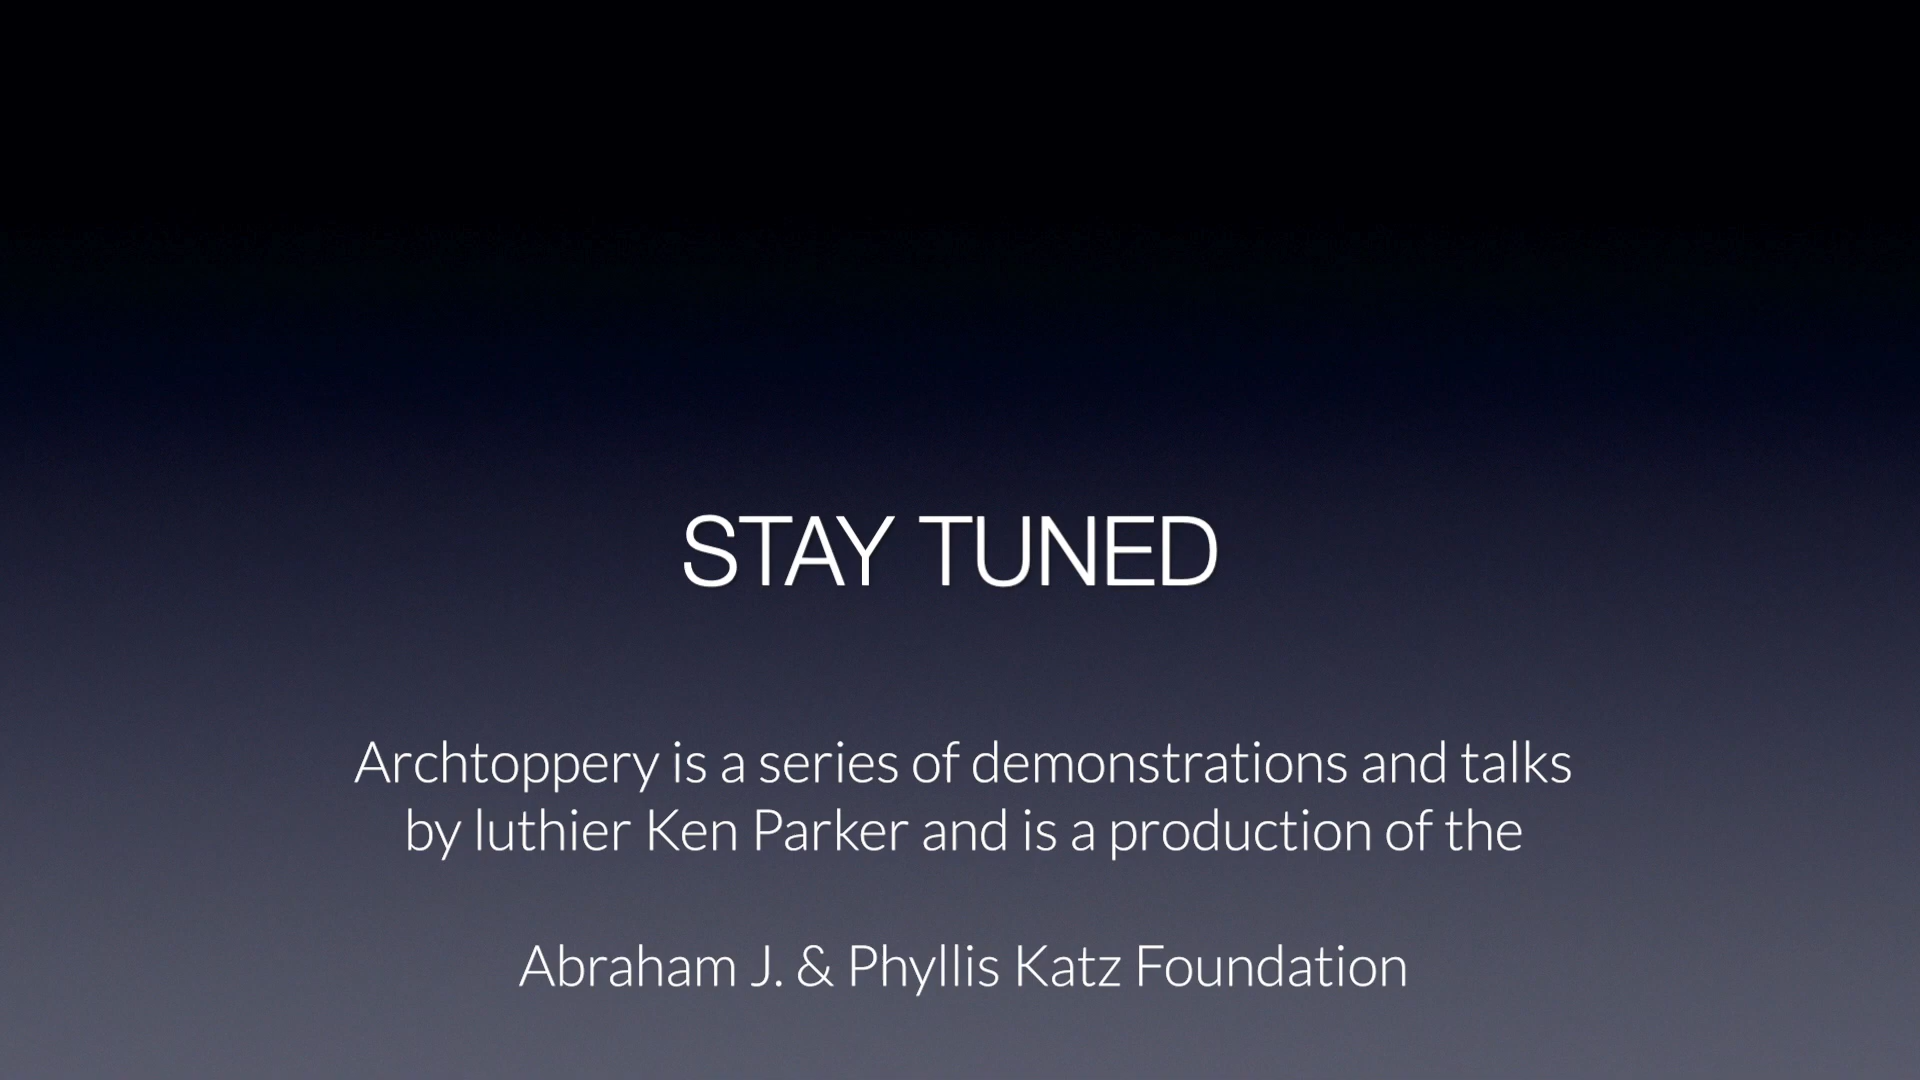 STAY TUNED
Archtoppery is a series of demonstrations and talks
by luthier Ken Parker and is a production of the
Abraham J. & Phyllis Katz Foundation